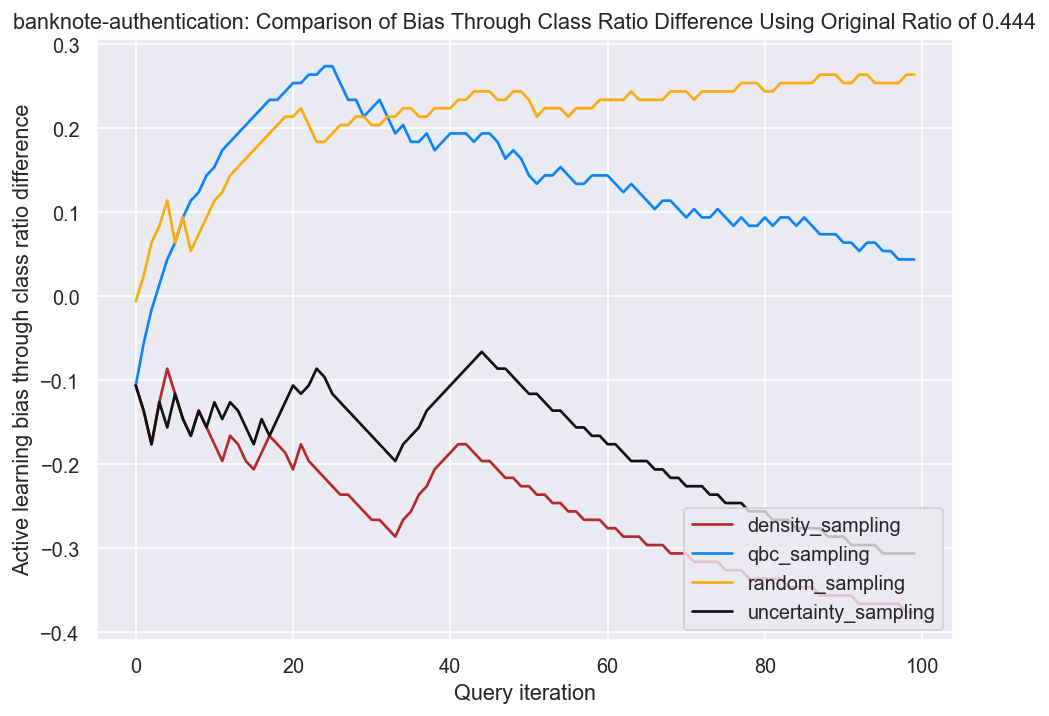 banknote-authentication: Comparison of Bias Through Class Ratio Difference Using Original Ratio of 0.444
Active learning bias through class ratio difference
0.3
0.2
0.1
0.0
−0.1
−0.2
−0.3
−0.4
density_sampling
qbc_sampling
random_sampling
uncertainty_sampling
0 20 40 60 80 100
Query iteration